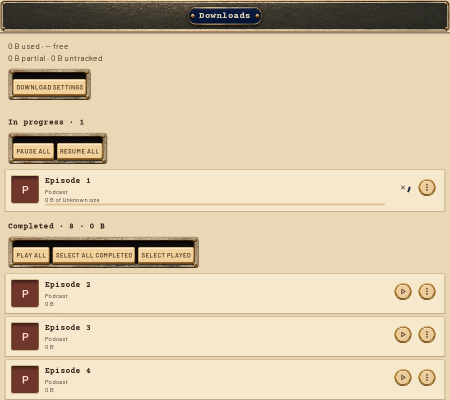 Downloads
0 B used · — free
0 B partial · 0 B untracked
DOWNLOAD SETTINGS
In progress · 1
PAUSE ALL RESUME ALL
P
Episode 1
Podcast
0 B of Unknown size
Completed · 8 · 0 B
PLAY ALL SELECT ALL COMPLETED SELECT PLAYED
P
Episode 2
Podcast
0 B
P
Episode 3
Podcast
0 B
P
Episode 4
Podcast
0 B